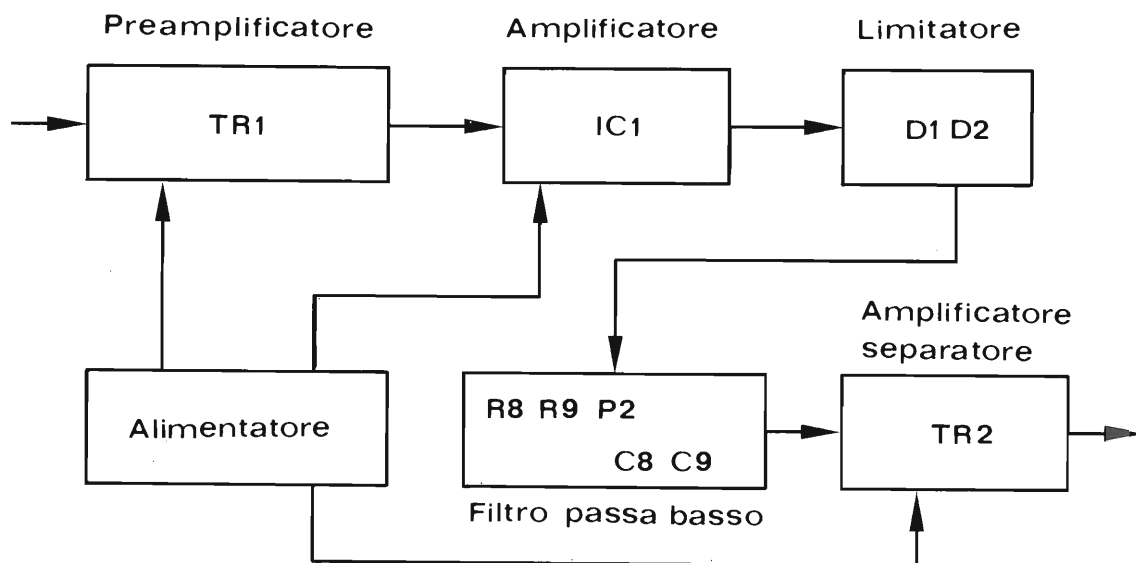 Preamplificatore
Amplificatore
Limitatore
TR1
IC1
D1 D2
Amplificatore
separatore
Alimentatore
R8 R9 P2
C8 C9
TR2
Filtro passa basso